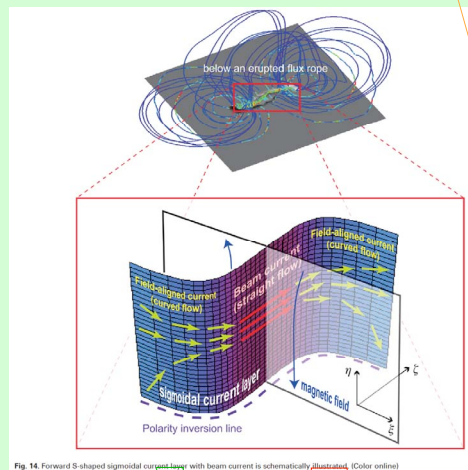 below an erupted flux rope
Field-aligned current
(curved flow)
Beam current
(straight flow)
Field-aligned current
(curved flow)
sigmoidal current layer
magnetic field
η
Polarity inversion line
Fig. 14. Forward S-shaped sigmoidal current layer with beam current is schematically illustrated. (Color online)